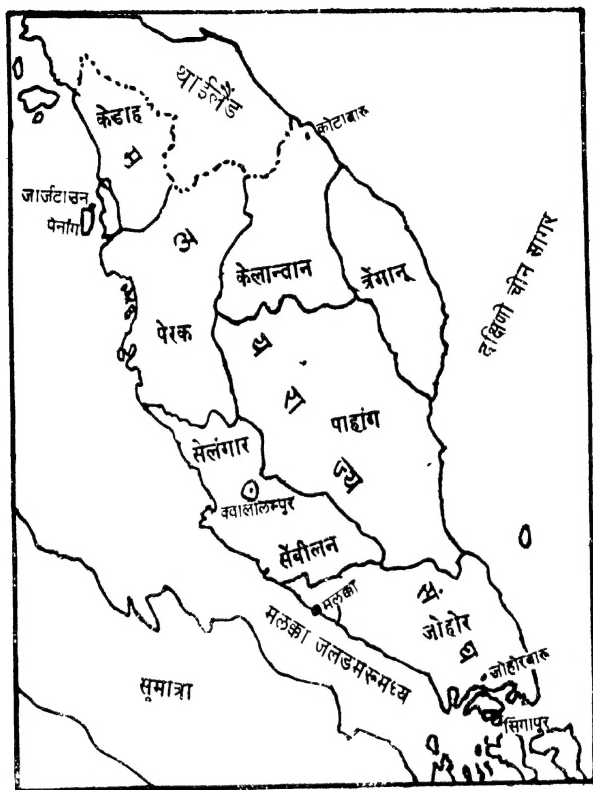 थाईलैंड
कोटाबारू
केडाह
जार्जटाउन
पेनांग
केलान्वान
त्रेंगानू
दक्षिणी चीन सागर
पेरक
पाहांग
सेलंगार
क्वालालम्पुर
सेंबीलन
मलक्का
मलक्का जलडमरूमध्य
जोहोर
जोहोरबारू
सुमात्रा
सिंगापुर